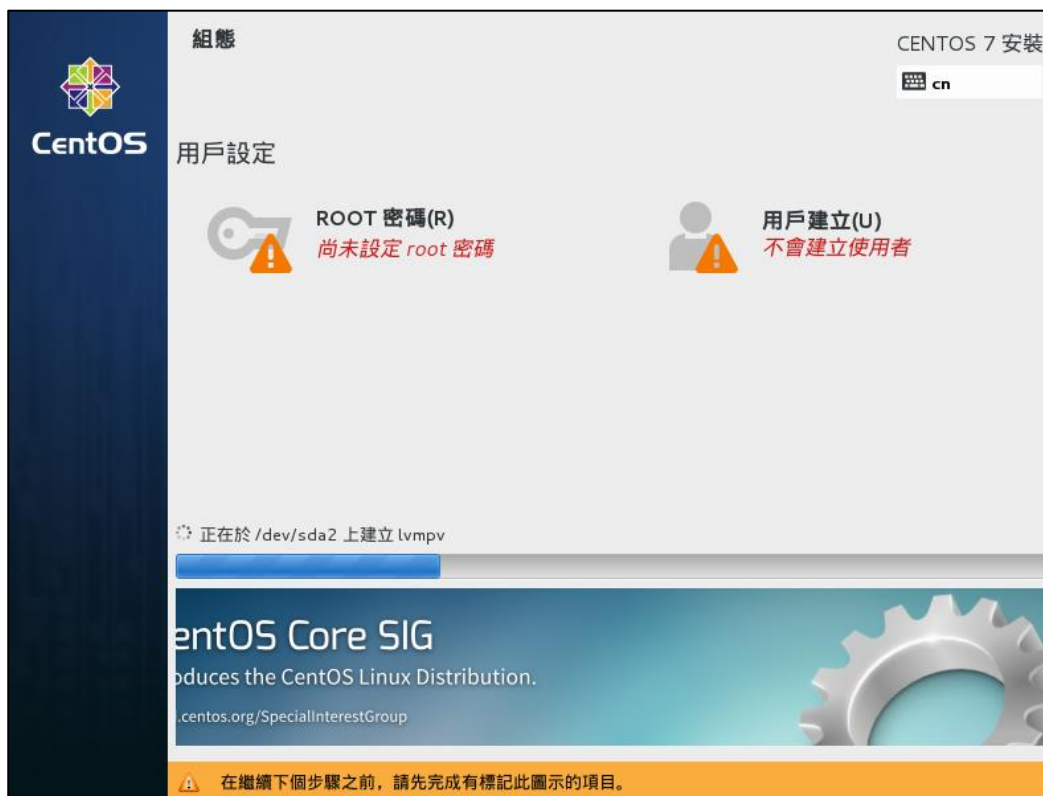 組態
CENTOS 7 安裝
cn
CentOS
用戶設定
ROOT 密碼(R)
尚未設定 root 密碼
用戶建立(U)
不會建立使用者
正在於 /dev/sda2 上建立 lvmpv
entOS Core SIG
oduces the CentOS Linux Distribution.
.centos.org/SpecialInterestGroup
在繼續下個步驟之前，請先完成有標記此圖示的項目。